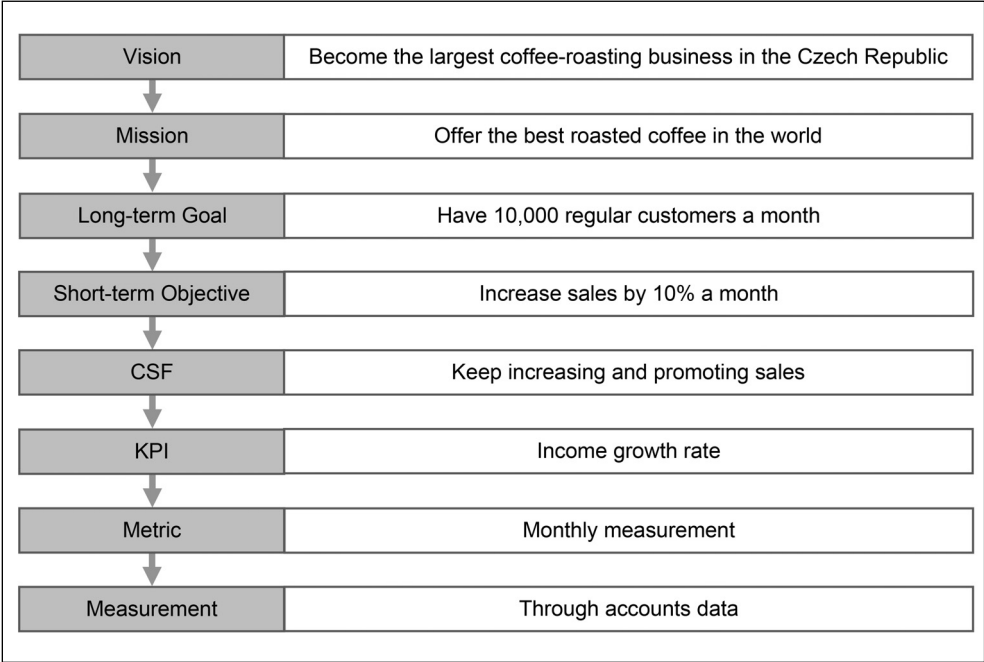 Vision
Become the largest coffee-roasting business in the Czech Republic
Mission
Offer the best roasted coffee in the world
Long-term Goal
Have 10,000 regular customers a month
Short-term Objective
Increase sales by 10% a month
CSF
Keep increasing and promoting sales
KPI
Income growth rate
Metric
Monthly measurement
Measurement
Through accounts data